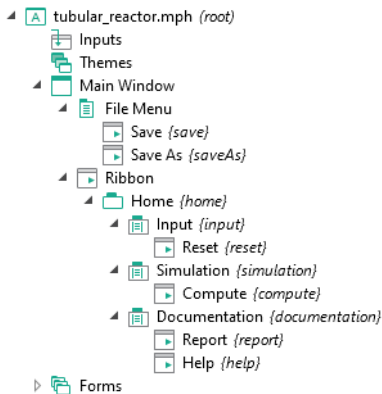 tubular_reactor.mph (root)
Inputs
Themes
Main Window
File Menu
Save {save}
Save As {saveAs}
Ribbon
Home {home}
Input {input}
Reset {reset}
Simulation {simulation}
Compute {compute}
Documentation {documentation}
Report {report}
Help {help}
Forms